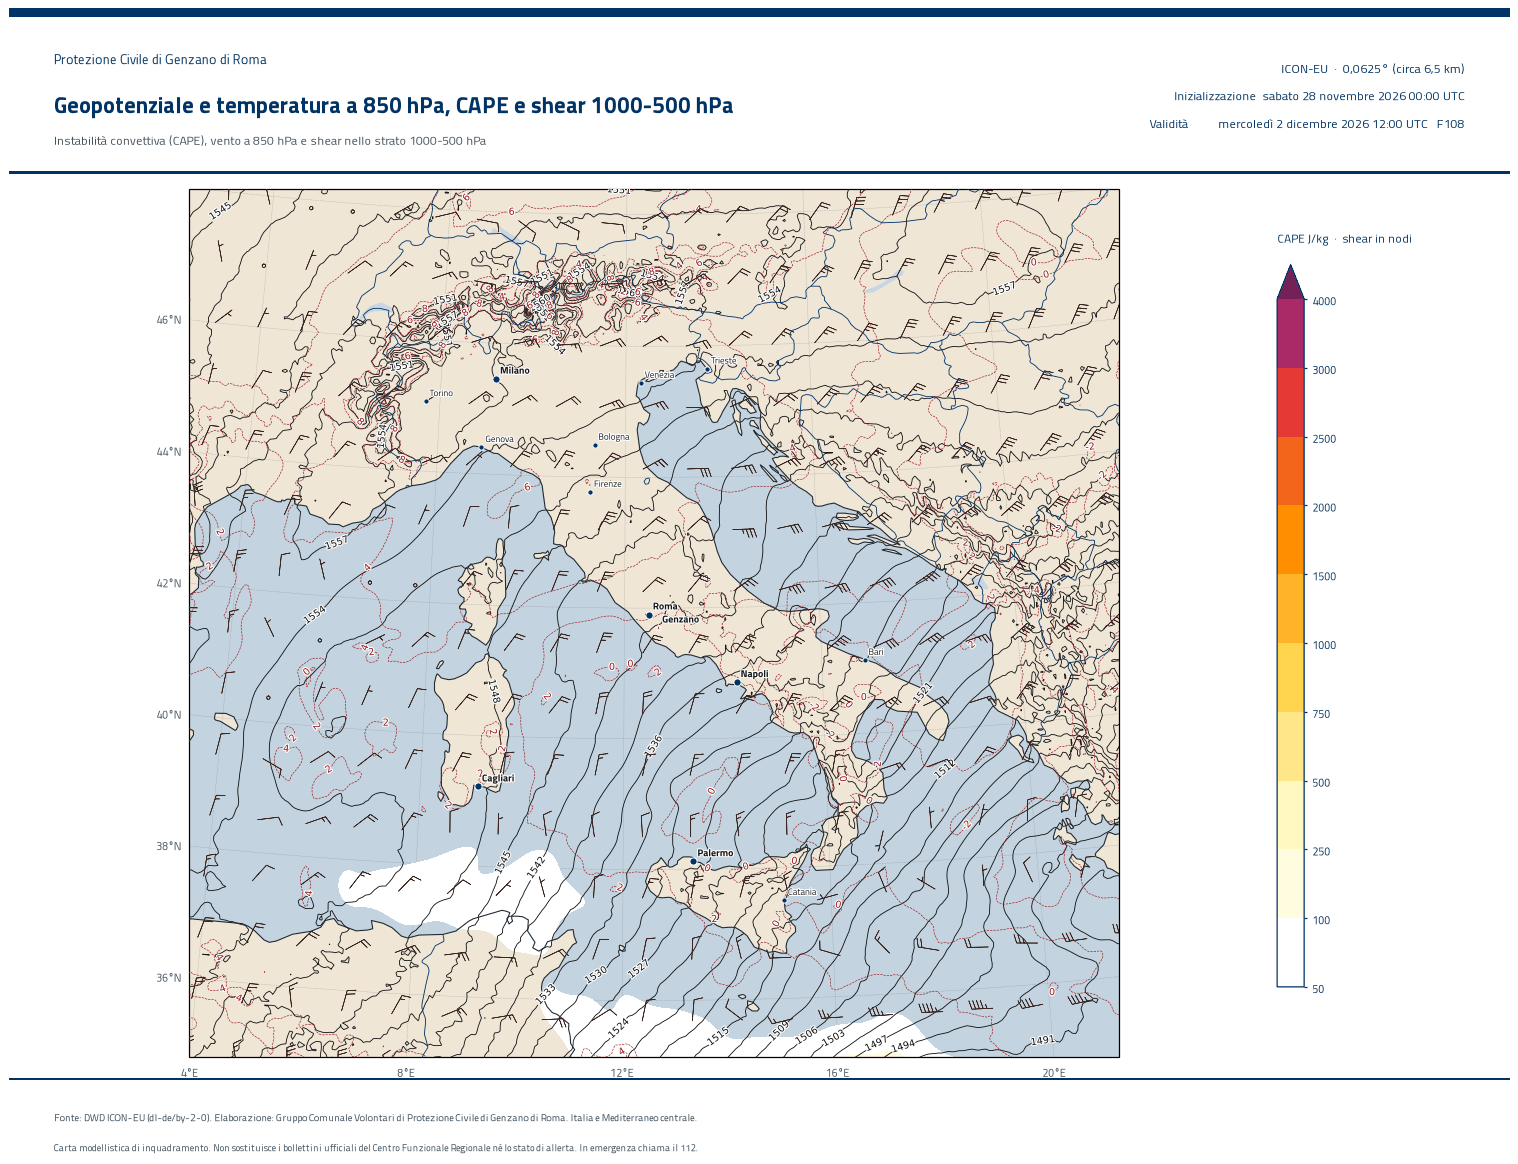 Protezione Civile di Genzano di Roma
Geopotenziale e temperatura a 850 hPa, CAPE e shear 1000-500 hPa
Instabilità convettiva (CAPE), vento a 850 hPa e shear nello strato 1000-500 hPa
ICON-EU · 0,0625° (circa 6,5 km)
Inizializzazione sabato 28 novembre 2026 00:00 UTC
Validità mercoledì 2 dicembre 2026 12:00 UTC F108
CAPE J/kg · shear in nodi
4000
3000
2500
2000
1500
1000
750
500
250
100
50
46°N
44°N
42°N
40°N
38°N
36°N
4°E
8°E
12°E
16°E
20°E
Milano
Torino
Venezia
Trieste
Genova
Bologna
Firenze
Roma
Genzano
Napoli
Bari
Cagliari
Palermo
Catania
1545
1551
1554
1557
1557
1554
1548
1536
1521
1512
1545
1542
1533
1530
1527
1524
1515
1509
1506
1503
1497
1494
1491
Fonte: DWD ICON-EU (dl-de/by-2-0). Elaborazione: Gruppo Comunale Volontari di Protezione Civile di Genzano di Roma. Italia e Mediterraneo centrale.
Carta modellistica di inquadramento. Non sostituisce i bollettini ufficiali del Centro Funzionale Regionale né lo stato di allerta. In emergenza chiama il 112.